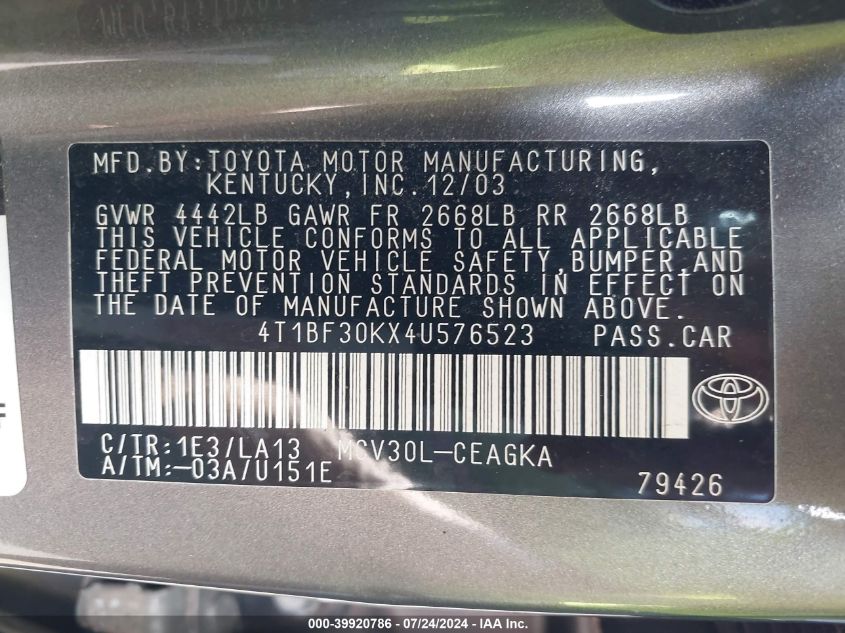 MFD.BY:TOYOTA MOTOR MANUFACTURING,
KENTUCKY,INC.12/03
GVWR 4442LB GAWR FR 2668LB RR 2668LB
THIS VEHICLE CONFORMS TO ALL APPLICABLE
FEDERAL MOTOR VEHICLE SAFETY,BUMPER,AND
THEFT PREVENTION STANDARDS IN EFFECT ON
THE DATE OF MANUFACTURE SHOWN ABOVE.
4T1BF30KX4U576523 PASS.CAR
C/TR:1E3/LA13 MCV30L-CEAGKA
A/TM:-03A/U151E
79426
000-39920786 / 07/24/2024 - IAA Inc.